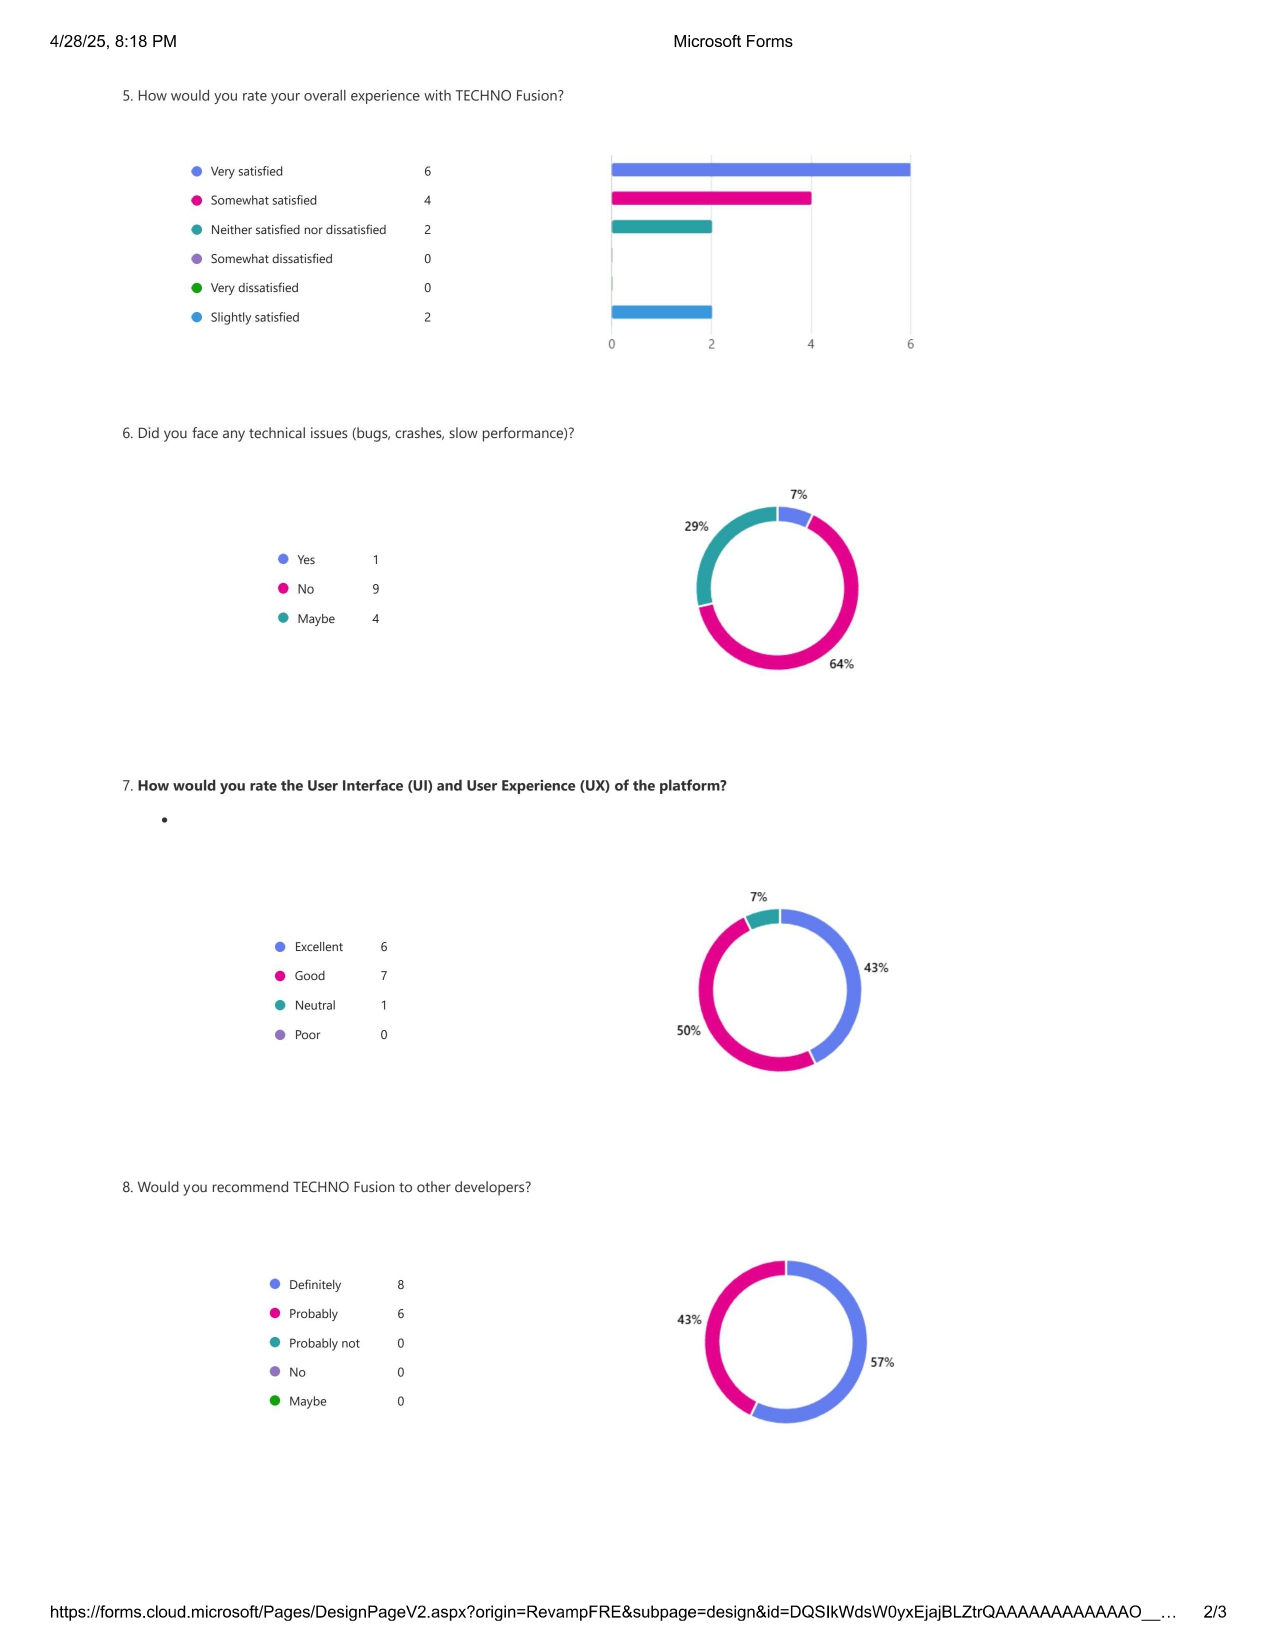 4/28/25, 8:18 PM Microsoft Forms
5. How would you rate your overall experience with TECHNO Fusion?
Very satisfied 6
Somewhat satisfied 4
Neither satisfied nor dissatisfied 2
Somewhat dissatisfied 0
Very dissatisfied 0
Slightly satisfied 2
0 2 4 6
6. Did you face any technical issues (bugs, crashes, slow performance)?
7%
29%
Yes 1
No 9
Maybe 4
64%
7. How would you rate the User Interface (UI) and User Experience (UX) of the platform?
•
7%
Excellent 6
43%
Good 7
Neutral 1
50%
Poor 0
8. Would you recommend TECHNO Fusion to other developers?
Definitely 8
Probably 6
43%
Probably not 0
57%
No 0
Maybe 0
https://forms.cloud.microsoft/Pages/DesignPageV2.aspx?origin=RevampFRE&subpage=design&id=DQSIkWdsW0yxEjajBLZtrQAAAAAAAAAAAAO__… 2/3